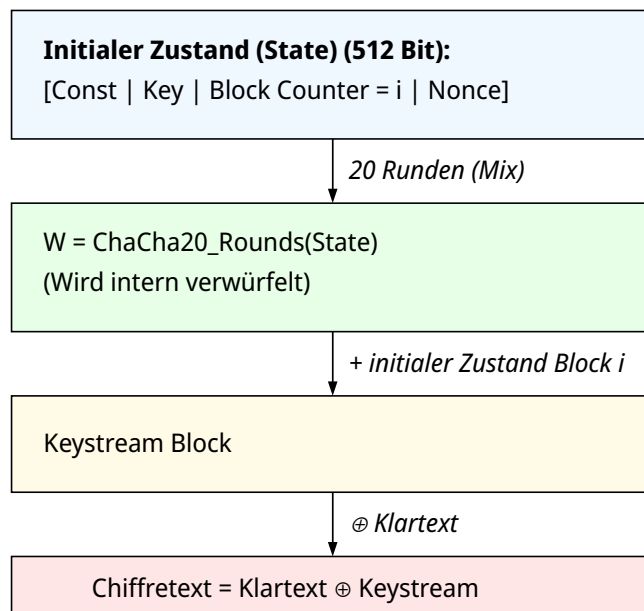 Initialer Zustand (State) (512 Bit):
[Const | Key | Block Counter = i | Nonce]
20 Runden (Mix)
W = ChaCha20_Rounds(State)
(Wird intern verwürfelt)
+ initialer Zustand Block i
Keystream Block
⊕ Klartext
Chiffretext = Klartext ⊕ Keystream